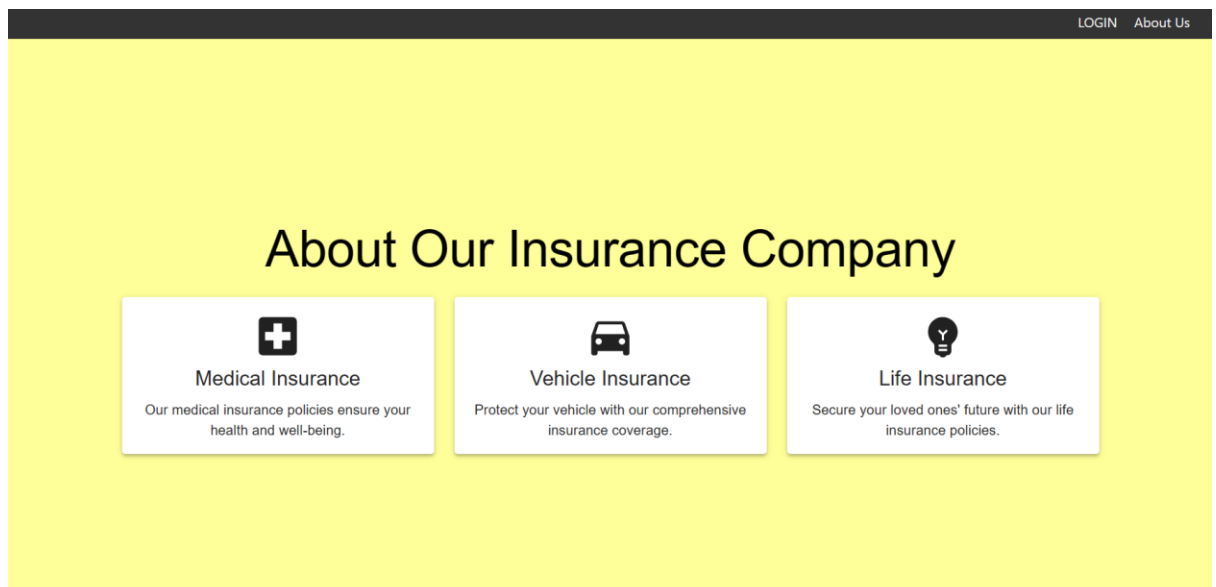 LOGIN About Us
About Our Insurance Company
Medical Insurance
Our medical insurance policies ensure your
health and well-being.
Vehicle Insurance
Protect your vehicle with our comprehensive
insurance coverage.
Life Insurance
Secure your loved ones' future with our life
insurance policies.